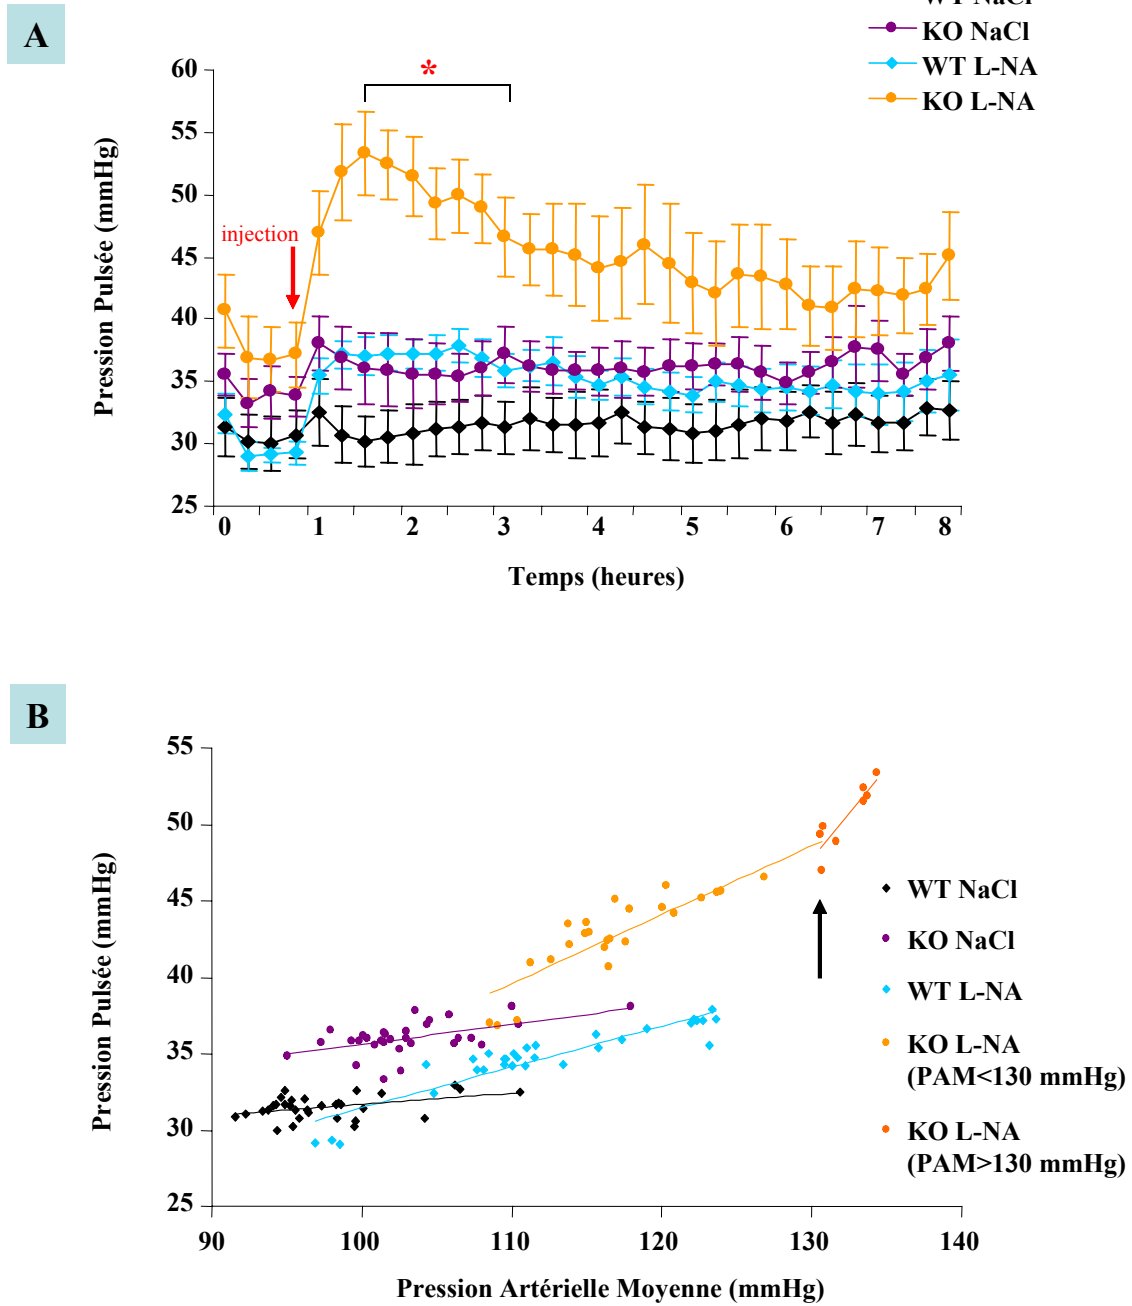 A
WT NaCl
KO NaCl
WT L-NA
KO L-NA
*
injection
Pression Pulsée (mmHg)
60
55
50
45
40
35
30
25
0 1 2 3 4 5 6 7 8
Temps (heures)
B
Pression Pulsée (mmHg)
55
50
45
40
35
30
25
90 100 110 120 130 140
Pression Artérielle Moyenne (mmHg)
WT NaCl
KO NaCl
WT L-NA
KO L-NA
(PAM<130 mmHg)
KO L-NA
(PAM>130 mmHg)